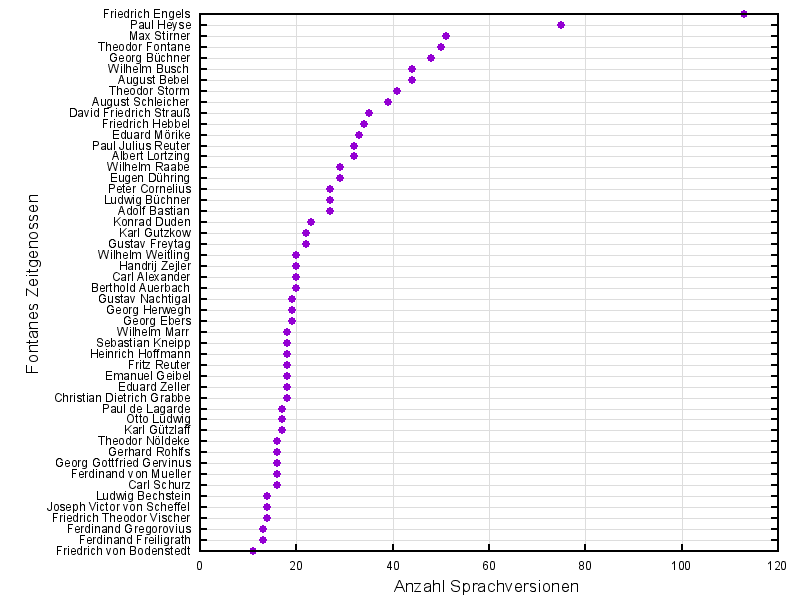 Friedrich Engels
Paul Heyse
Max Stirner
Theodor Fontane
Georg Büchner
Wilhelm Busch
August Bebel
Theodor Storm
August Schleicher
David Friedrich Strauß
Friedrich Hebbel
Eduard Mörike
Paul Julius Reuter
Albert Lortzing
Wilhelm Raabe
Eugen Dühring
Peter Cornelius
Ludwig Büchner
Adolf Bastian
Konrad Duden
Karl Gutzkow
Gustav Freytag
Wilhelm Weitling
Handrij Zejler
Carl Alexander
Berthold Auerbach
Gustav Nachtigal
Georg Herwegh
Georg Ebers
Wilhelm Marr
Sebastian Kneipp
Heinrich Hoffmann
Fritz Reuter
Emanuel Geibel
Eduard Zeller
Christian Dietrich Grabbe
Paul de Lagarde
Otto Ludwig
Karl Gützlaff
Theodor Nöldeke
Gerhard Rohlfs
Georg Gottfried Gervinus
Ferdinand von Mueller
Carl Schurz
Ludwig Bechstein
Joseph Victor von Scheffel
Friedrich Theodor Vischer
Ferdinand Gregorovius
Ferdinand Freiligrath
Friedrich von Bodenstedt
Fontanes Zeitgenossen
0 20 40 60 80 100 120
Anzahl Sprachversionen